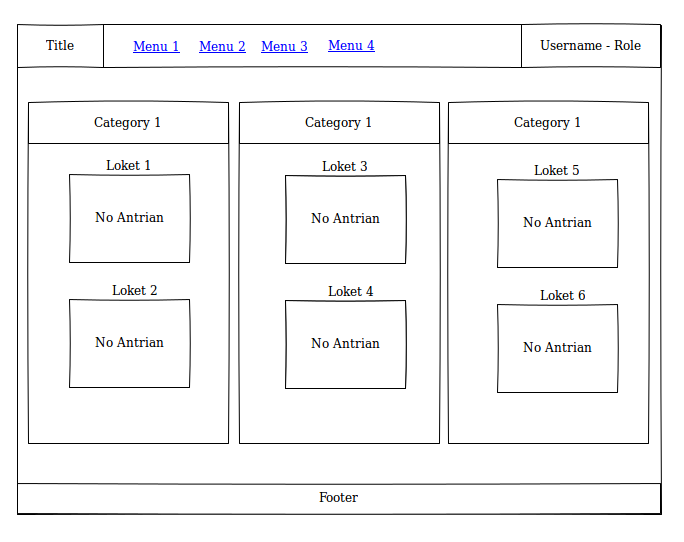 Title
Menu 1 Menu 2 Menu 3 Menu 4
Username - Role
Category 1
Loket 1
No Antrian
Loket 2
No Antrian
Category 1
Loket 3
No Antrian
Loket 4
No Antrian
Category 1
Loket 5
No Antrian
Loket 6
No Antrian
Footer